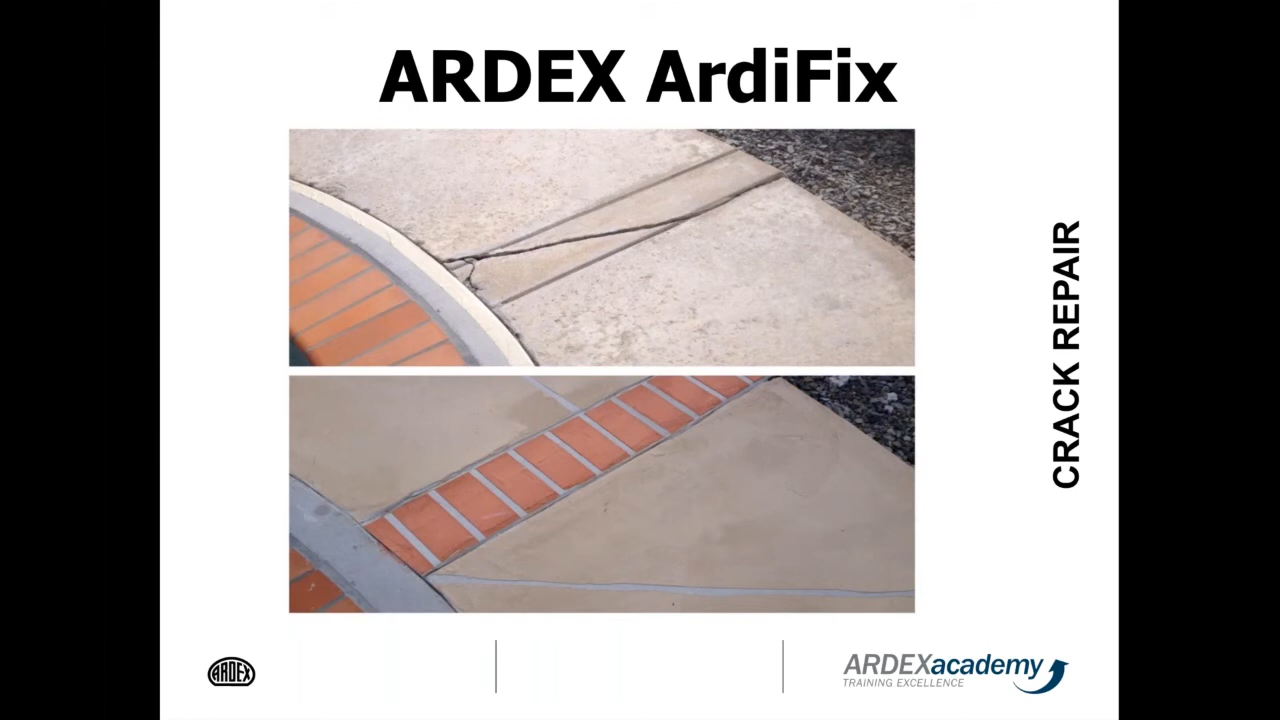 ARDEX ArdiFix
CRACK REPAIR
ARDEX
ARDEXacademy
TRAINING EXCELLENCE